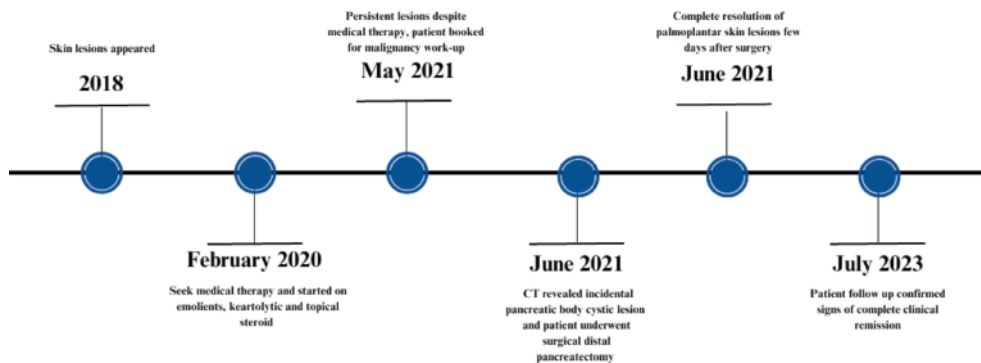 Skin lesions appeared
2018
February 2020
Seek medical therapy and started on
emolients, keartolytic and topical
steroid
Persistent lesions despite
medical therapy, patient booked
for malignancy work-up
May 2021
June 2021
CT revealed incidental
pancreatic body cystic lesion
and patient underwent
surgical distal
pancreatectomy
Complete resolution of
palmoplantar skin lesions few
days after surgery
June 2021
July 2023
Patient follow up confirmed
signs of complete clinical
remission